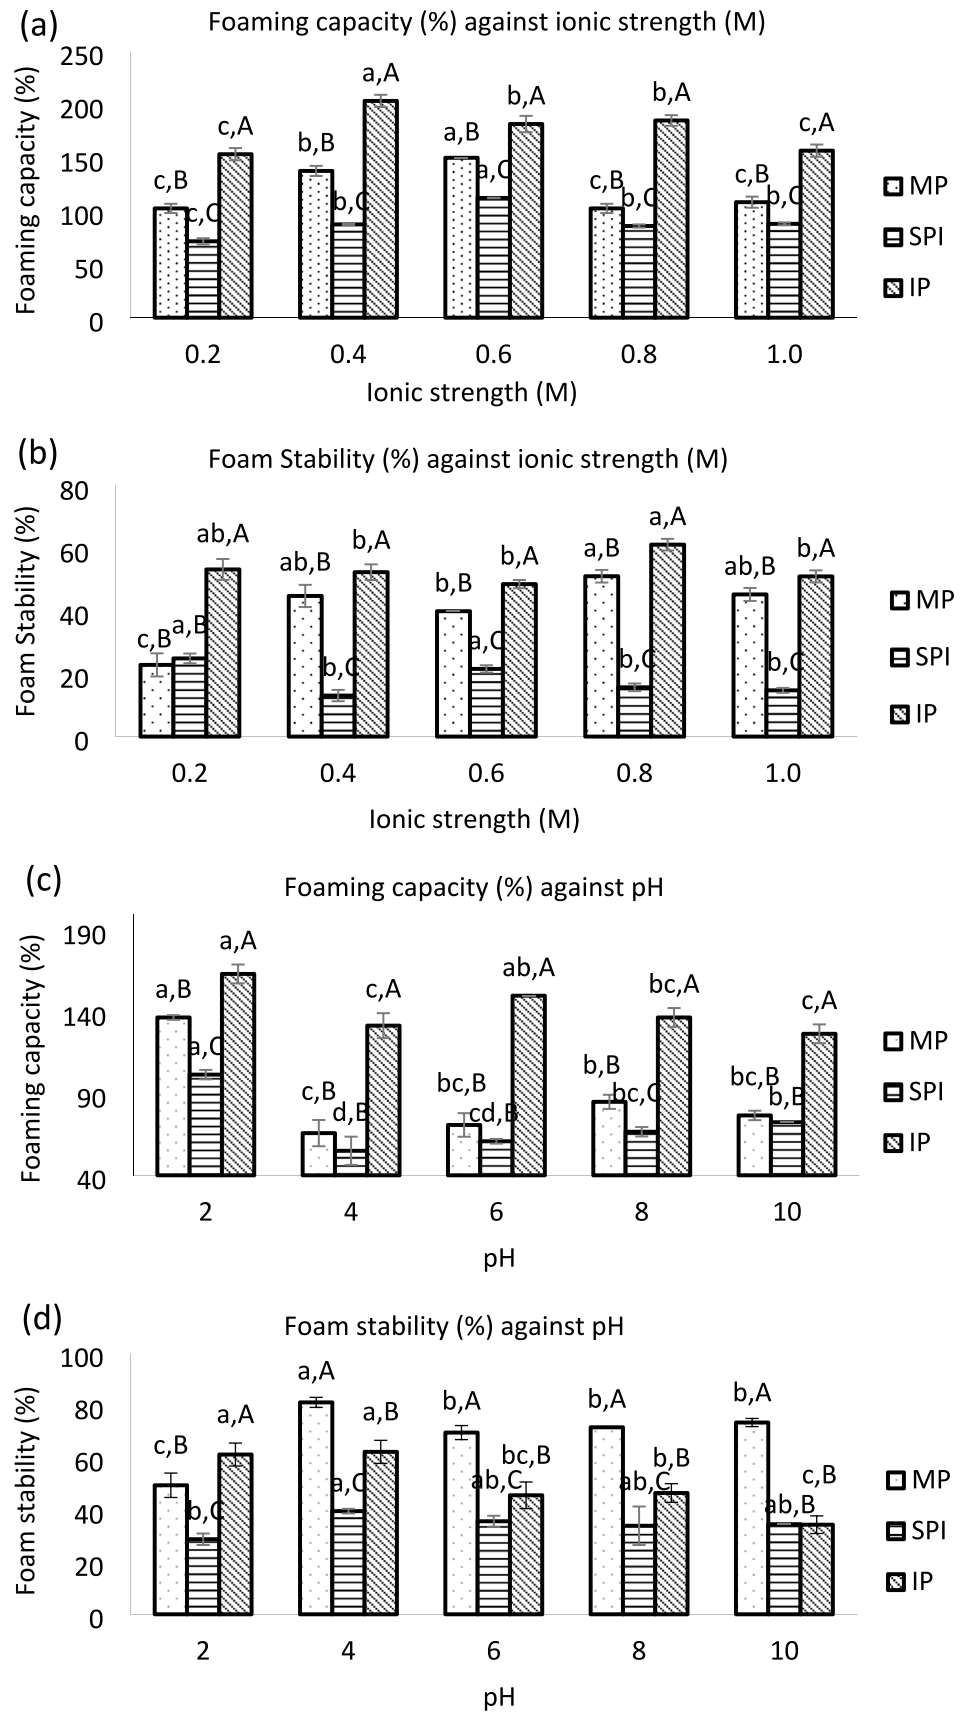 (a)
Foaming capacity (%) against ionic strength (M)
Foaming capacity (%)
250
200
150
100
50
0
c,B
c,C
c,A
b,B
b,C
a,A
a,B
a,C
b,A
c,B
b,C
b,A
c,B
b,C
c,A
MP
SPI
IP
0.2 0.4 0.6 0.8 1.0
Ionic strength (M)
(b)
Foam Stability (%) against ionic strength (M)
Foam Stability (%)
80
60
40
20
0
c,B
a,B
ab,A
ab,B
b,C
b,A
b,B
a,C
b,A
a,B
b,C
a,A
ab,B
b,C
b,A
MP
SPI
IP
0.2 0.4 0.6 0.8 1.0
Ionic strength (M)
(c)
Foaming capacity (%) against pH
Foaming capacity (%)
190
140
90
40
a,B
a,C
a,A
c,B
d,B
c,A
bc,B
cd,B
ab,A
b,B
bc,C
bc,A
bc,B
b,B
c,A
MP
SPI
IP
2 4 6 8 10
pH
(d)
Foam stability (%) against pH
Foam stability (%)
100
80
60
40
20
0
c,B
b,C
a,A
a,A
a,C
a,B
b,A
ab,C
bc,B
b,A
ab,C
b,B
b,A
ab,B
c,B
MP
SPI
IP
2 4 6 8 10
pH